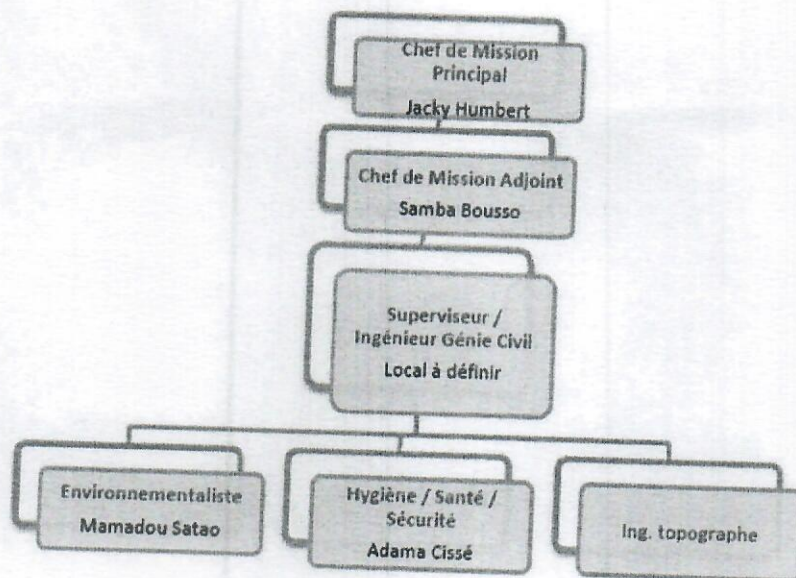 Chef de Mission
Principal
Jacky Humbert
Chef de Mission Adjoint
Samba Bousso
Superviseur /
Ingénieur Génie Civil
Local à définir
Environnementaliste
Mamadou Satao
Hygiène / Santé /
Sécurité
Adama Cissé
Ing. topographe